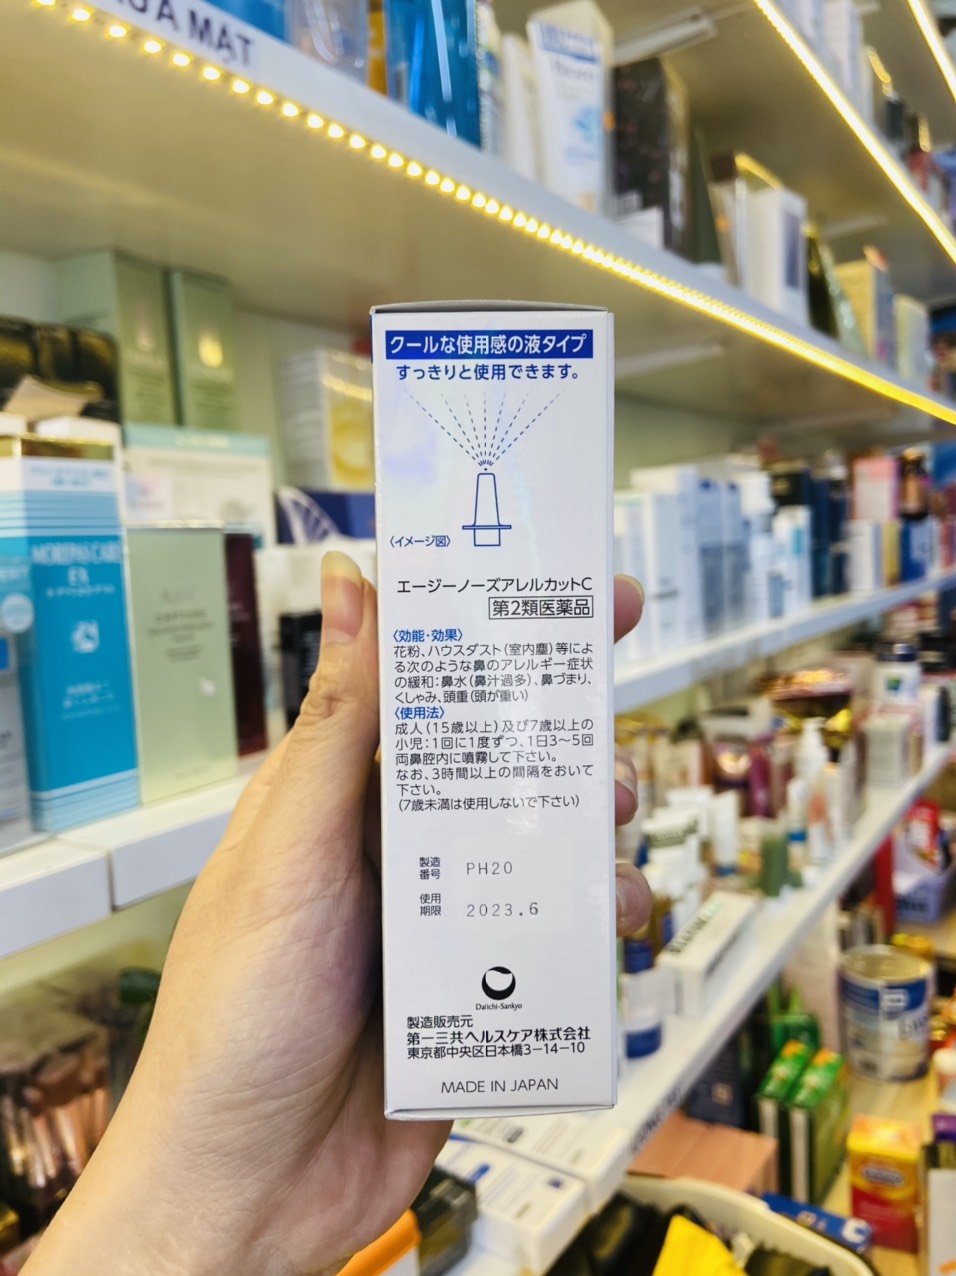 MẶT
クールな使用感の液タイプ
すっきりと使用できます。
〈イメージ図〉
エージーノーズアレルカットC
第2類医薬品
〈効能・効果〉
花粉、ハウスダスト(室内塵)等によ
る次のような鼻のアレルギー症状
の緩和:鼻水(鼻汁過多)、鼻づまり、
くしゃみ、頭重(頭が重い)
〈使用法〉
成人(15歳以上)及び7歳以上の
小児:1回に1度ずつ、1日3〜5回
両鼻腔内に噴霧して下さい。
なお、3時間以上の間隔をおいて
下さい。
(7歳未満は使用しないで下さい)
製造
番号 PH20
使用
期限 2023.6
Daiichi-Sankyo
製造販売元
第一三共ヘルスケア株式会社
東京都中央区日本橋3-14-10
MADE IN JAPAN